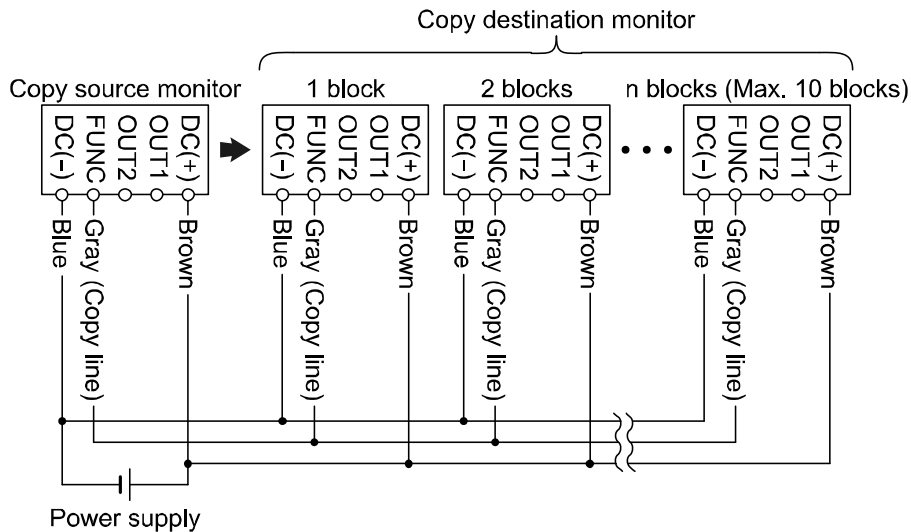 Copy destination monitor
Copy source monitor
1 block
2 blocks
n blocks (Max. 10 blocks)
DC(-)
FUNC
OUT2
OUT1
DC(+)
DC(-)
FUNC
OUT2
OUT1
DC(+)
DC(-)
FUNC
OUT2
OUT1
DC(+)
DC(-)
FUNC
OUT2
OUT1
DC(+)
Blue
Gray (Copy line)
Brown
Blue
Gray (Copy line)
Brown
Blue
Gray (Copy line)
Brown
Blue
Gray (Copy line)
Brown
Power supply